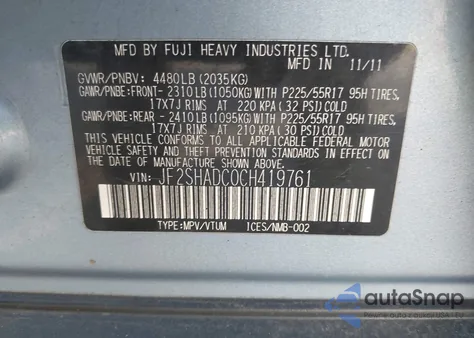 MFD BY FUJI HEAVY INDUSTRIES LTD.
MFD IN 11/11
GVWR/PNBV: 4480LB(2035KG)
GAWR/PNBE:FRONT- 2310LB(1050KG)WITH P225/55R17 95H TIRES,
17X7J RIMS AT 220 KPA(32 PSI)COLD
GAWR/PNBE:REAR - 2410LB(1095KG)WITH P225/55R17 95H TIRES,
17X7J RIMS AT 210 KPA(30 PSI)COLD
THIS VEHICLE CONFORMS TO ALL APPLICABLE FEDERAL MOTOR
VEHICLE SAFETY AND THEFT PREVENTION STANDARDS IN EFFECT
ON THE DATE OF MANUFACTURE SHOWN ABOVE.
VIN: JF2SHADC0CH419761
TYPE:MPV/VTUM ICES/NMB-002
autoSnap